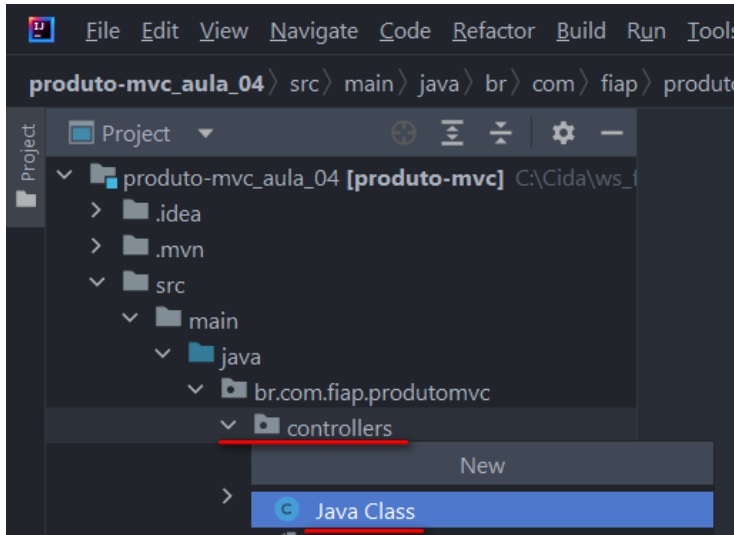 File Edit View Navigate Code Refactor Build Run Tools
produto-mvc_aula_04 〉 src 〉 main 〉 java 〉 br 〉 com 〉 fiap 〉 produto
Project
Project
produto-mvc_aula_04 [produto-mvc] C:\Cida\ws_f
.idea
.mvn
src
main
java
br.com.fiap.produtomvc
controllers
New
C Java Class